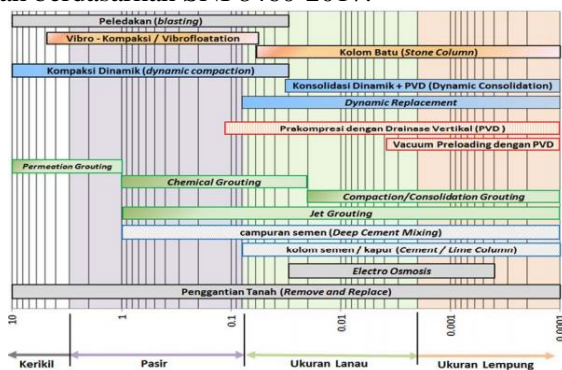 Peledakan (blasting)
Vibro - Kompaksi / Vibrofloatation
Kolom Batu (Stone Column)
Kompaksi Dinamik (dynamic compaction)
Konsolidasi Dinamik + PVD (Dynamic Consolidation)
Dynamic Replacement
Prakompresi dengan Drainase Vertikal (PVD )
Vacuum Preloading dengan PVD
Permeation Grouting
Chemical Grouting
Compaction/Consolidation Grouting
Jet Grouting
campuran semen (Deep Cement Mixing)
kolom semen / kapur (Cement / Lime Column)
Electro Osmosis
Penggantian Tanah (Remove and Replace)
10 1 0.1 0.01 0.001 0.0001
Kerikil Pasir Ukuran Lanau Ukuran Lempung